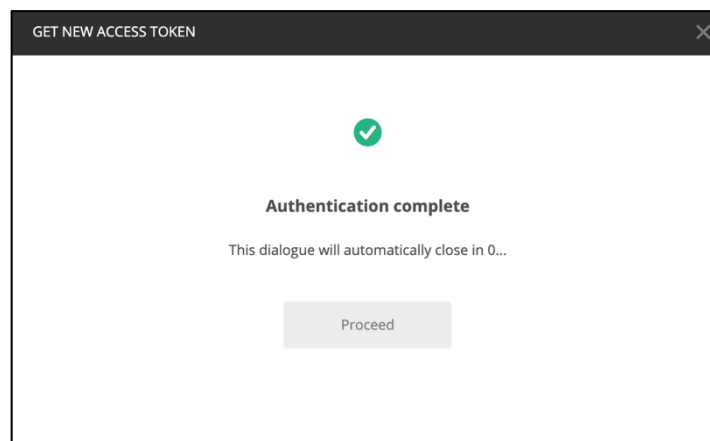 GET NEW ACCESS TOKEN
Authentication complete
This dialogue will automatically close in 0...
Proceed